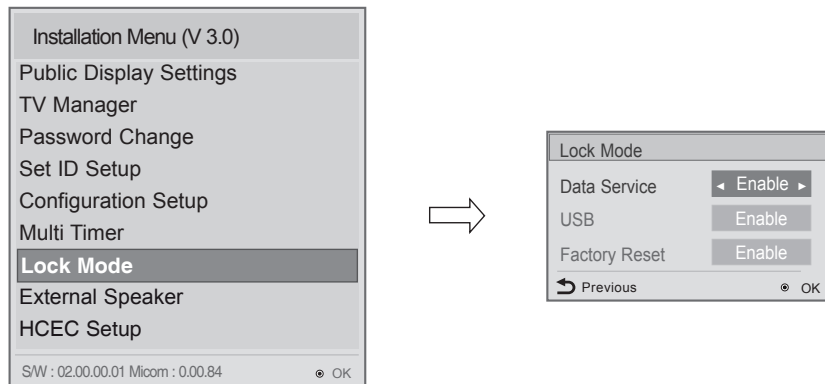 Installation Menu (V 3.0)
Public Display Settings
TV Manager
Password Change
Set ID Setup
Configuration Setup
Multi Timer
Lock Mode
External Speaker
HCEC Setup
S/W : 02.00.00.01 Micom : 0.00.84 ◉ OK
Lock Mode
Data Service ◄ Enable ►
USB Enable
Factory Reset Enable
Previous ◉ OK